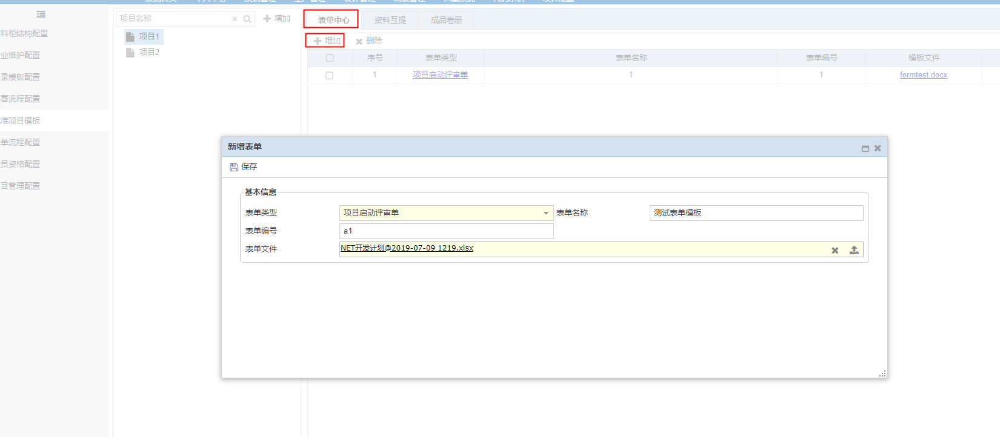 料柜结构配置
业维护配置
录模板配置
署流程配置
准项目模板
单流程配置
员资格配置
目管理配置
项目名称
增加
项目1
项目2
表单中心
资料互提
成品卷册
增加
删除
序号
表单类型
表单名称
表单编号
模板文件
1
项目启动评审单
1
1
formtest.docx
新增表单
保存
基本信息
表单类型
项目启动评审单
表单名称
测试表单模板
表单编号
a1
表单文件
NET开发计划@2019-07-09 1219.xlsx